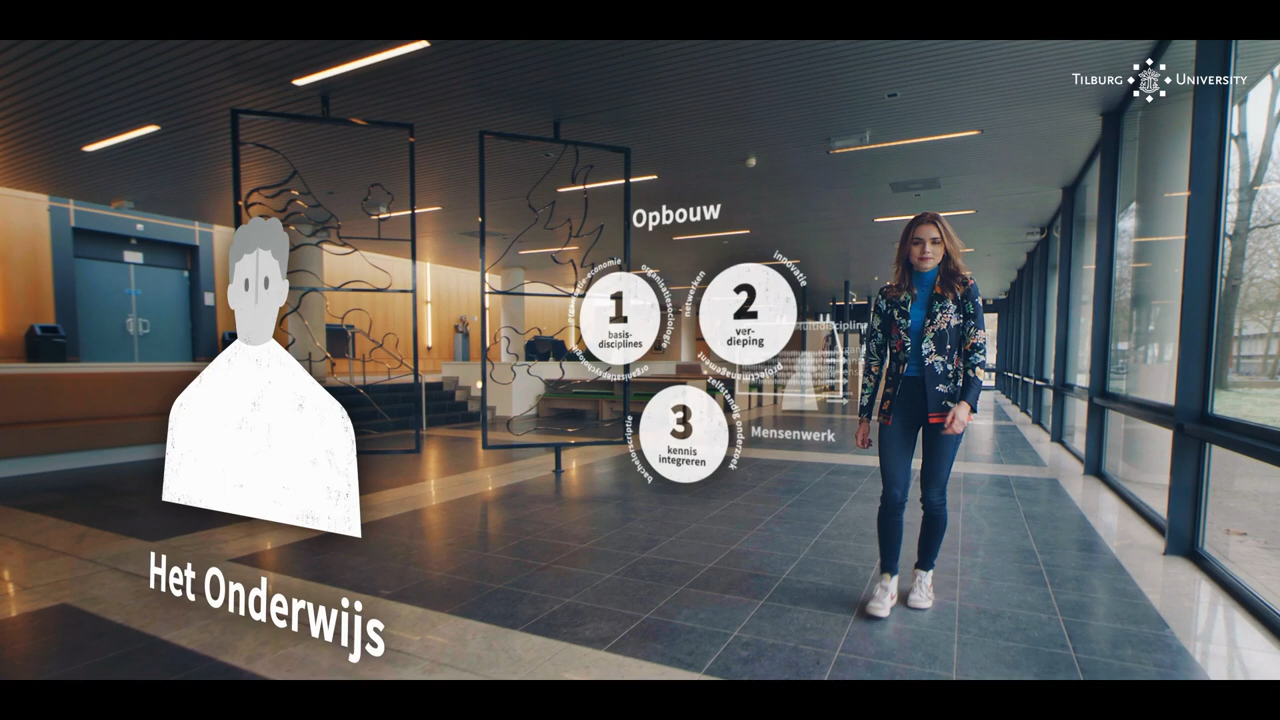 TILBURG UNIVERSITY
Opbouw
organisatiesociologie
1
basis-
disciplines
organisatiepsychologie
netwerken
innovatie
2
ver-
dieping
projectmanagement
zelfstandig onderzoek
3
kennis
integreren
bachelorscriptie
Mensenwerk
Het Onderwijs